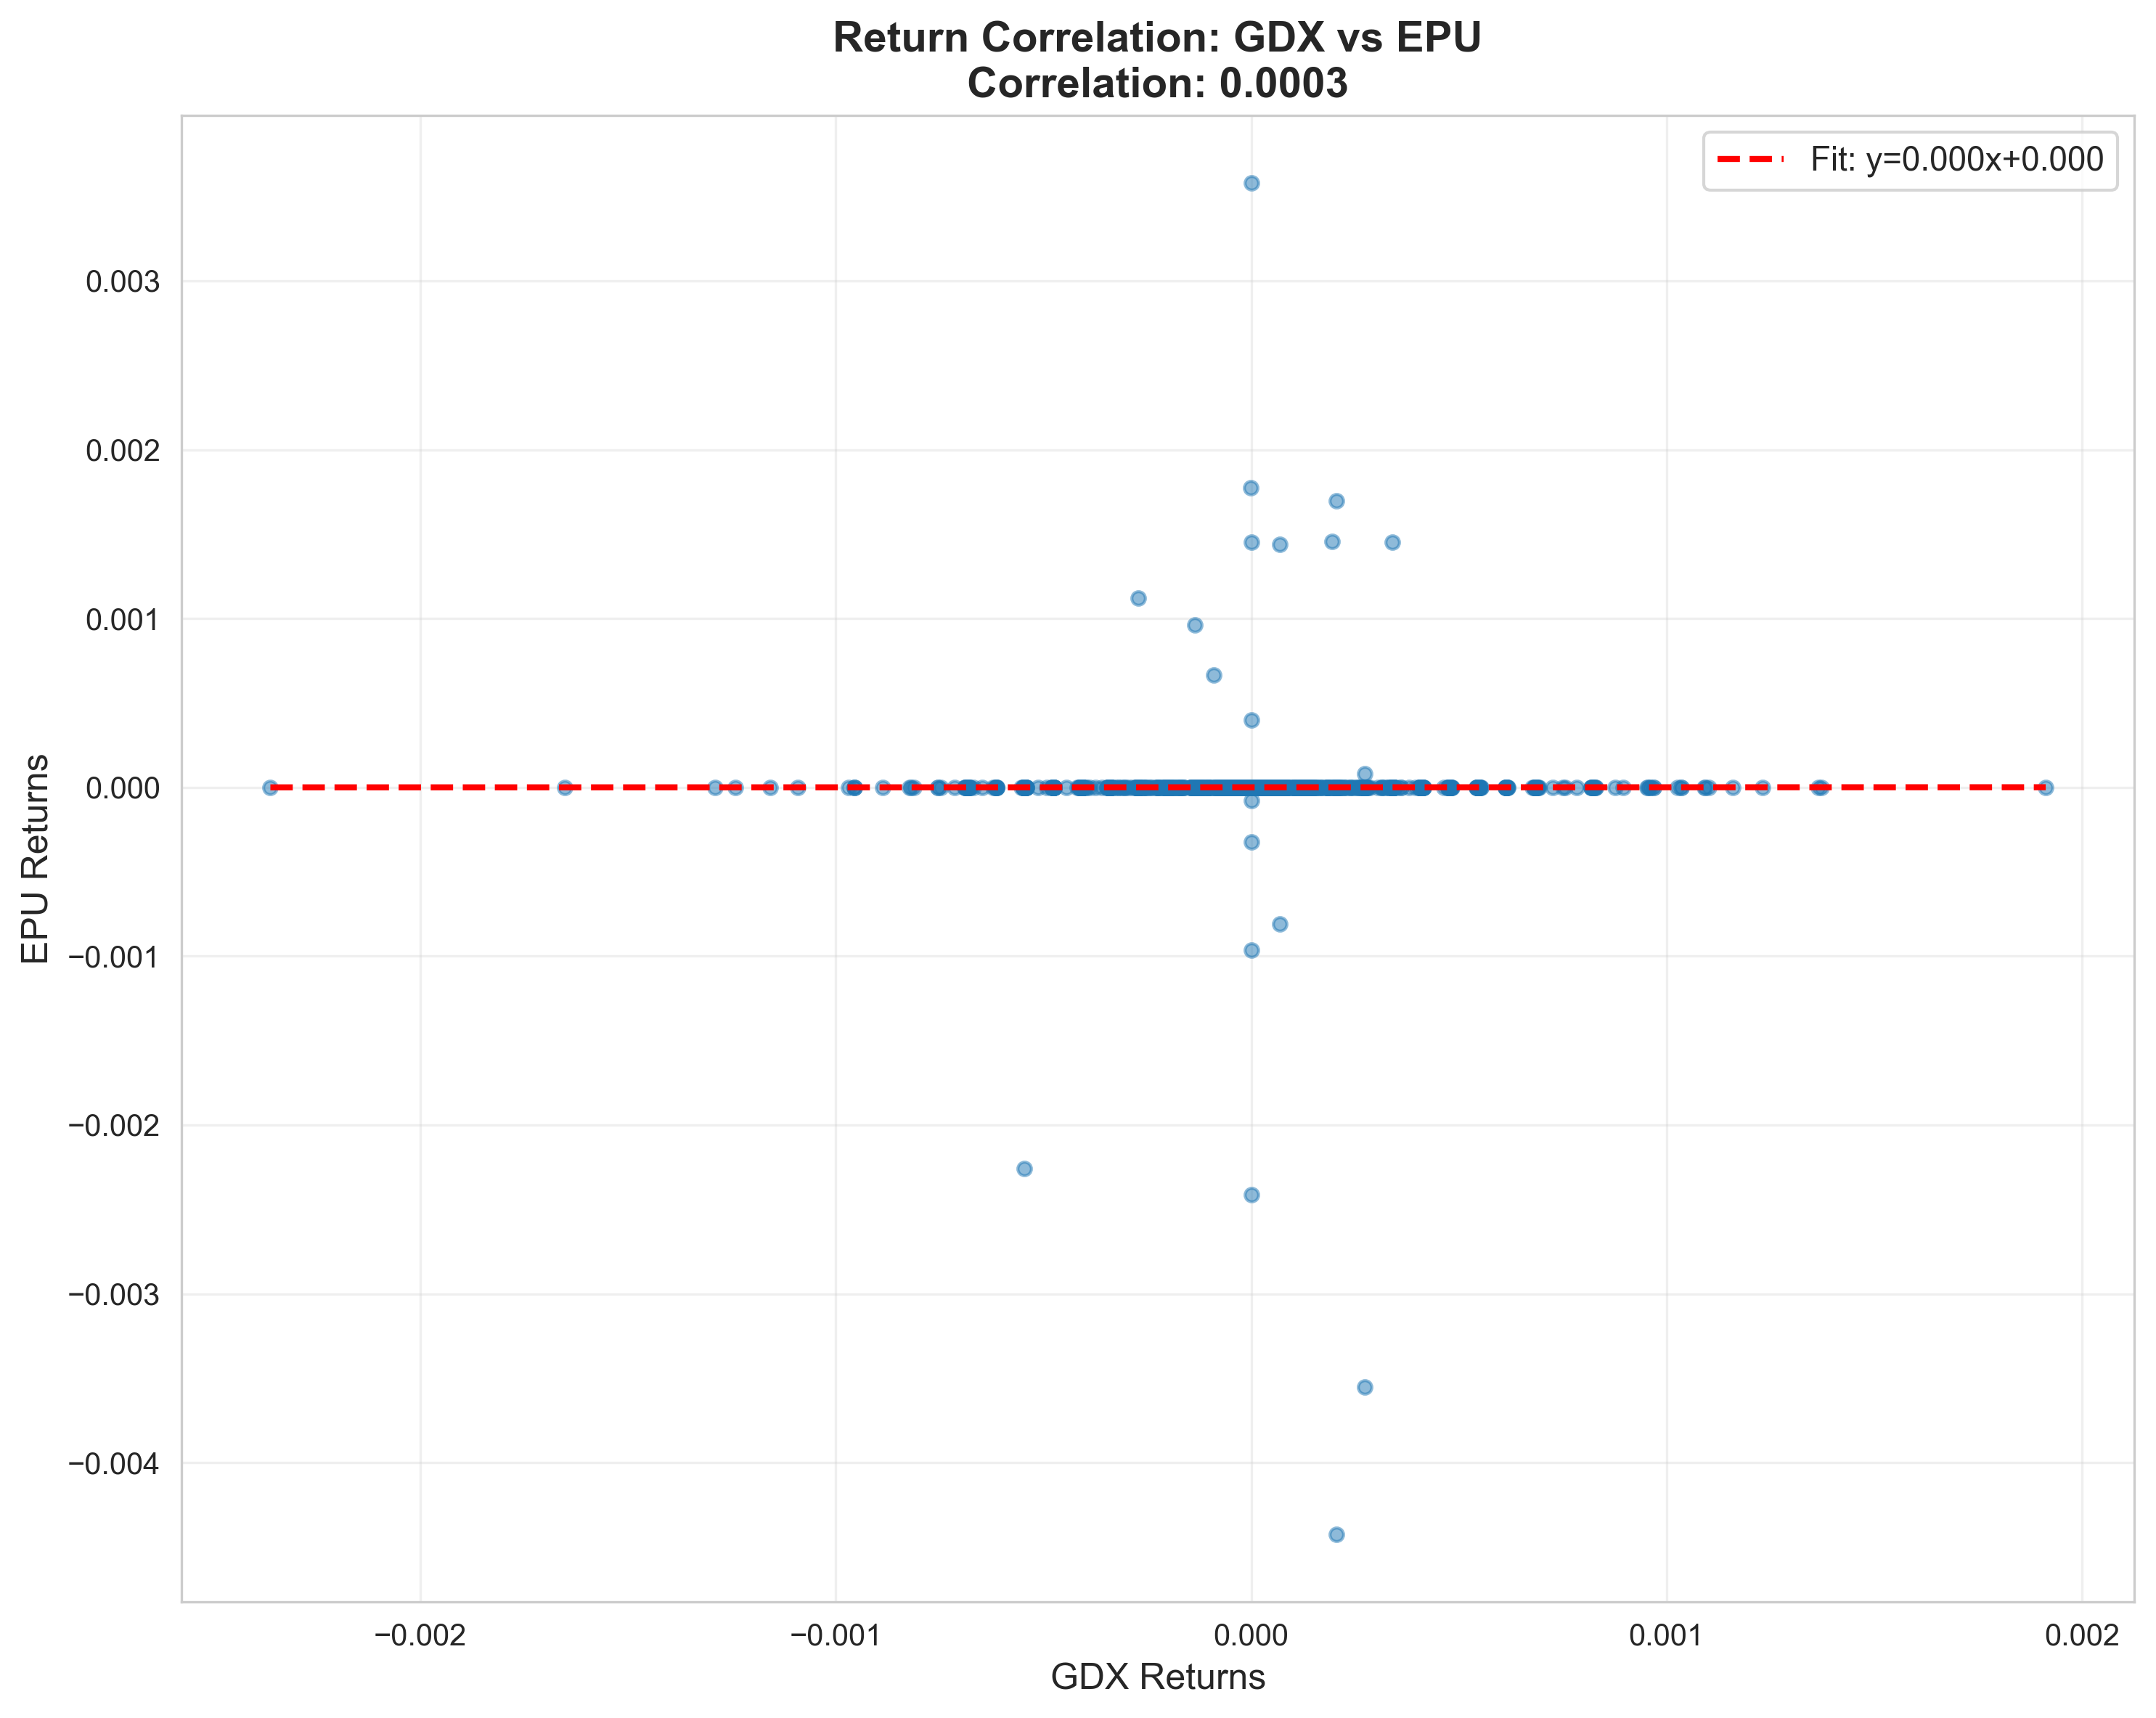 Return Correlation: GDX vs EPU
Correlation: 0.0003
Fit: y=0.000x+0.000
EPU Returns
0.003
0.002
0.001
0.000
−0.001
−0.002
−0.003
−0.004
−0.002
−0.001
0.000
0.001
0.002
GDX Returns